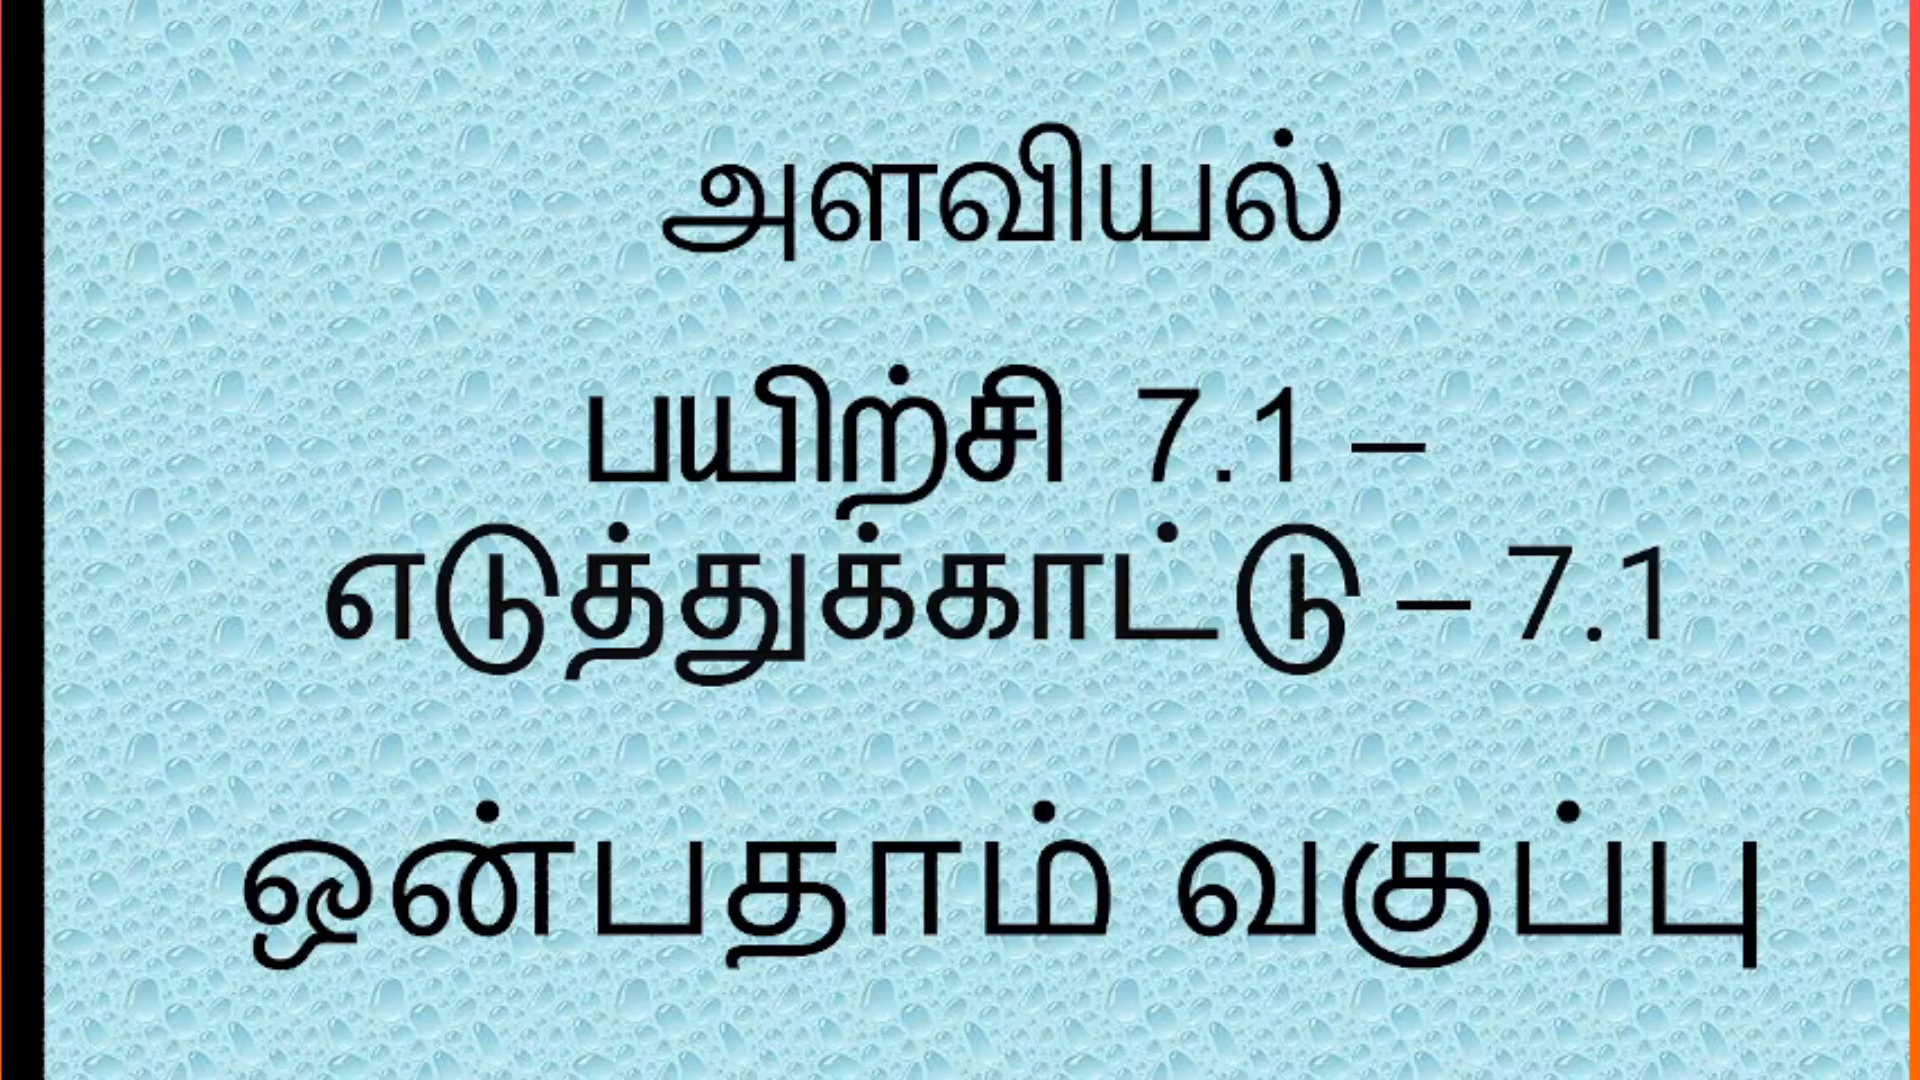 அளவியல்
பயிற்சி 7.1 –
எடுத்துக்காட்டு – 7.1
ஒன்பதாம் வகுப்பு